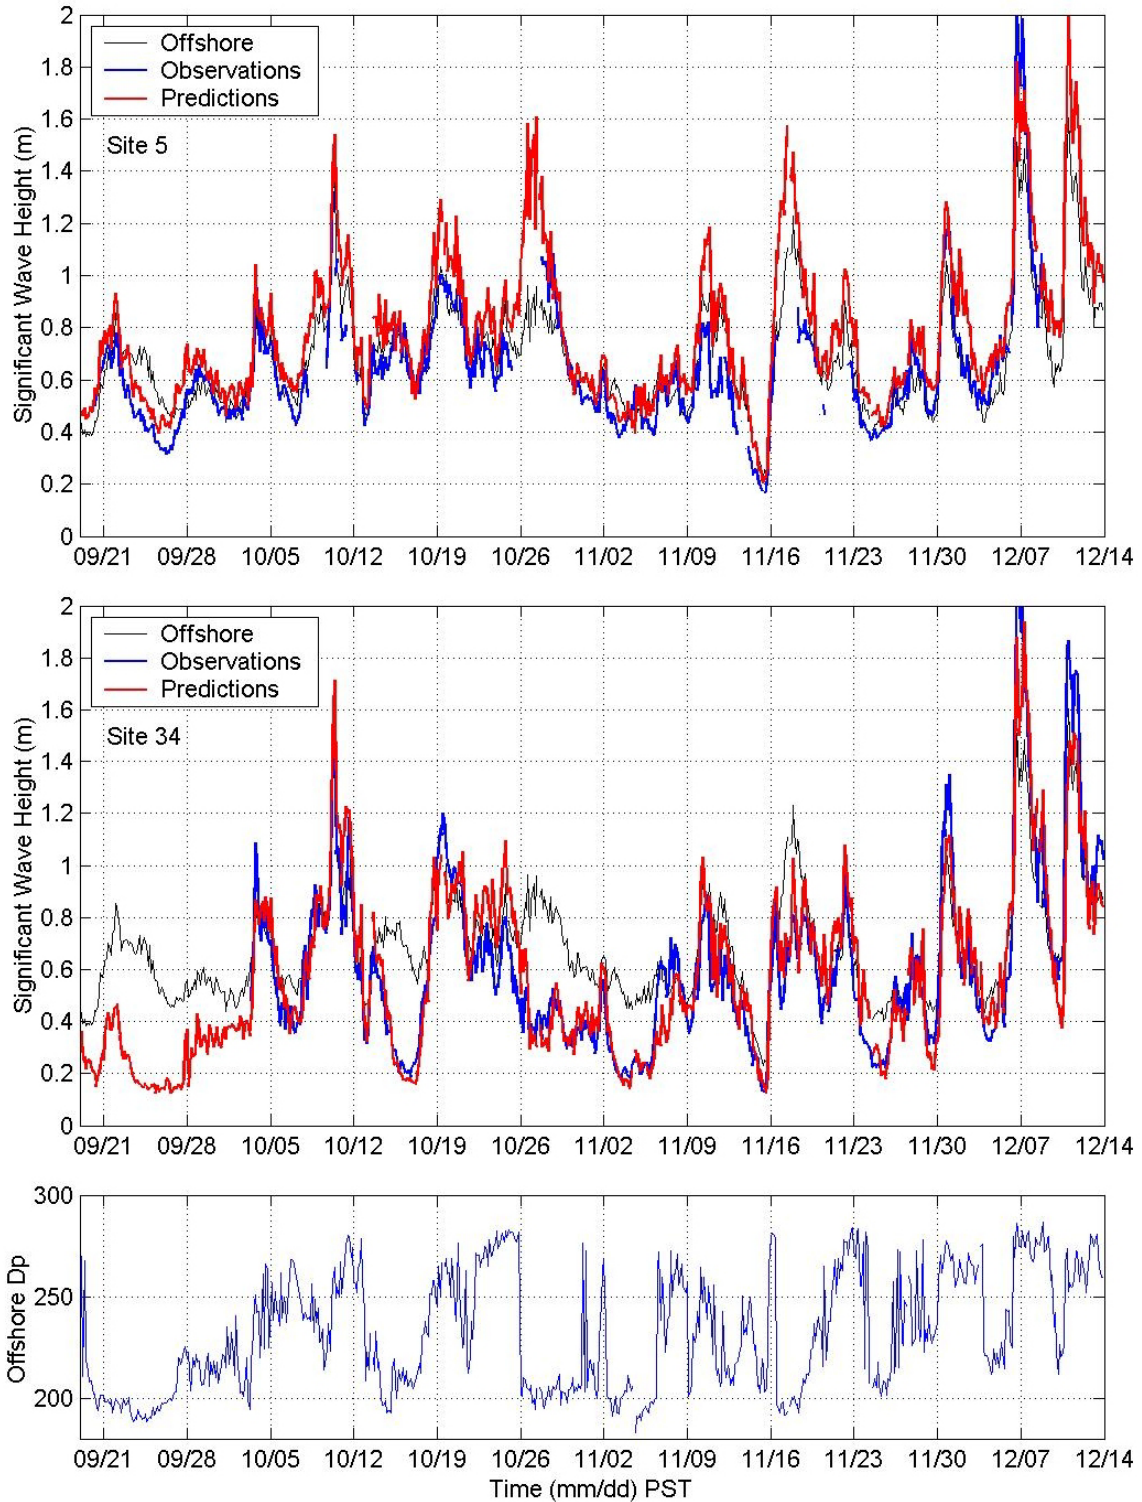 2
1.8
1.6
1.4
1.2
1
0.8
0.6
0.4
0.2
0
Significant Wave Height (m)
Offshore
Observations
Predictions
Site 5
09/21 09/28 10/05 10/12 10/19 10/26 11/02 11/09 11/16 11/23 11/30 12/07 12/14
2
1.8
1.6
1.4
1.2
1
0.8
0.6
0.4
0.2
0
Significant Wave Height (m)
Offshore
Observations
Predictions
Site 34
09/21 09/28 10/05 10/12 10/19 10/26 11/02 11/09 11/16 11/23 11/30 12/07 12/14
300
250
200
Offshore Dp
09/21 09/28 10/05 10/12 10/19 10/26 11/02 11/09 11/16 11/23 11/30 12/07 12/14
Time (mm/dd) PST